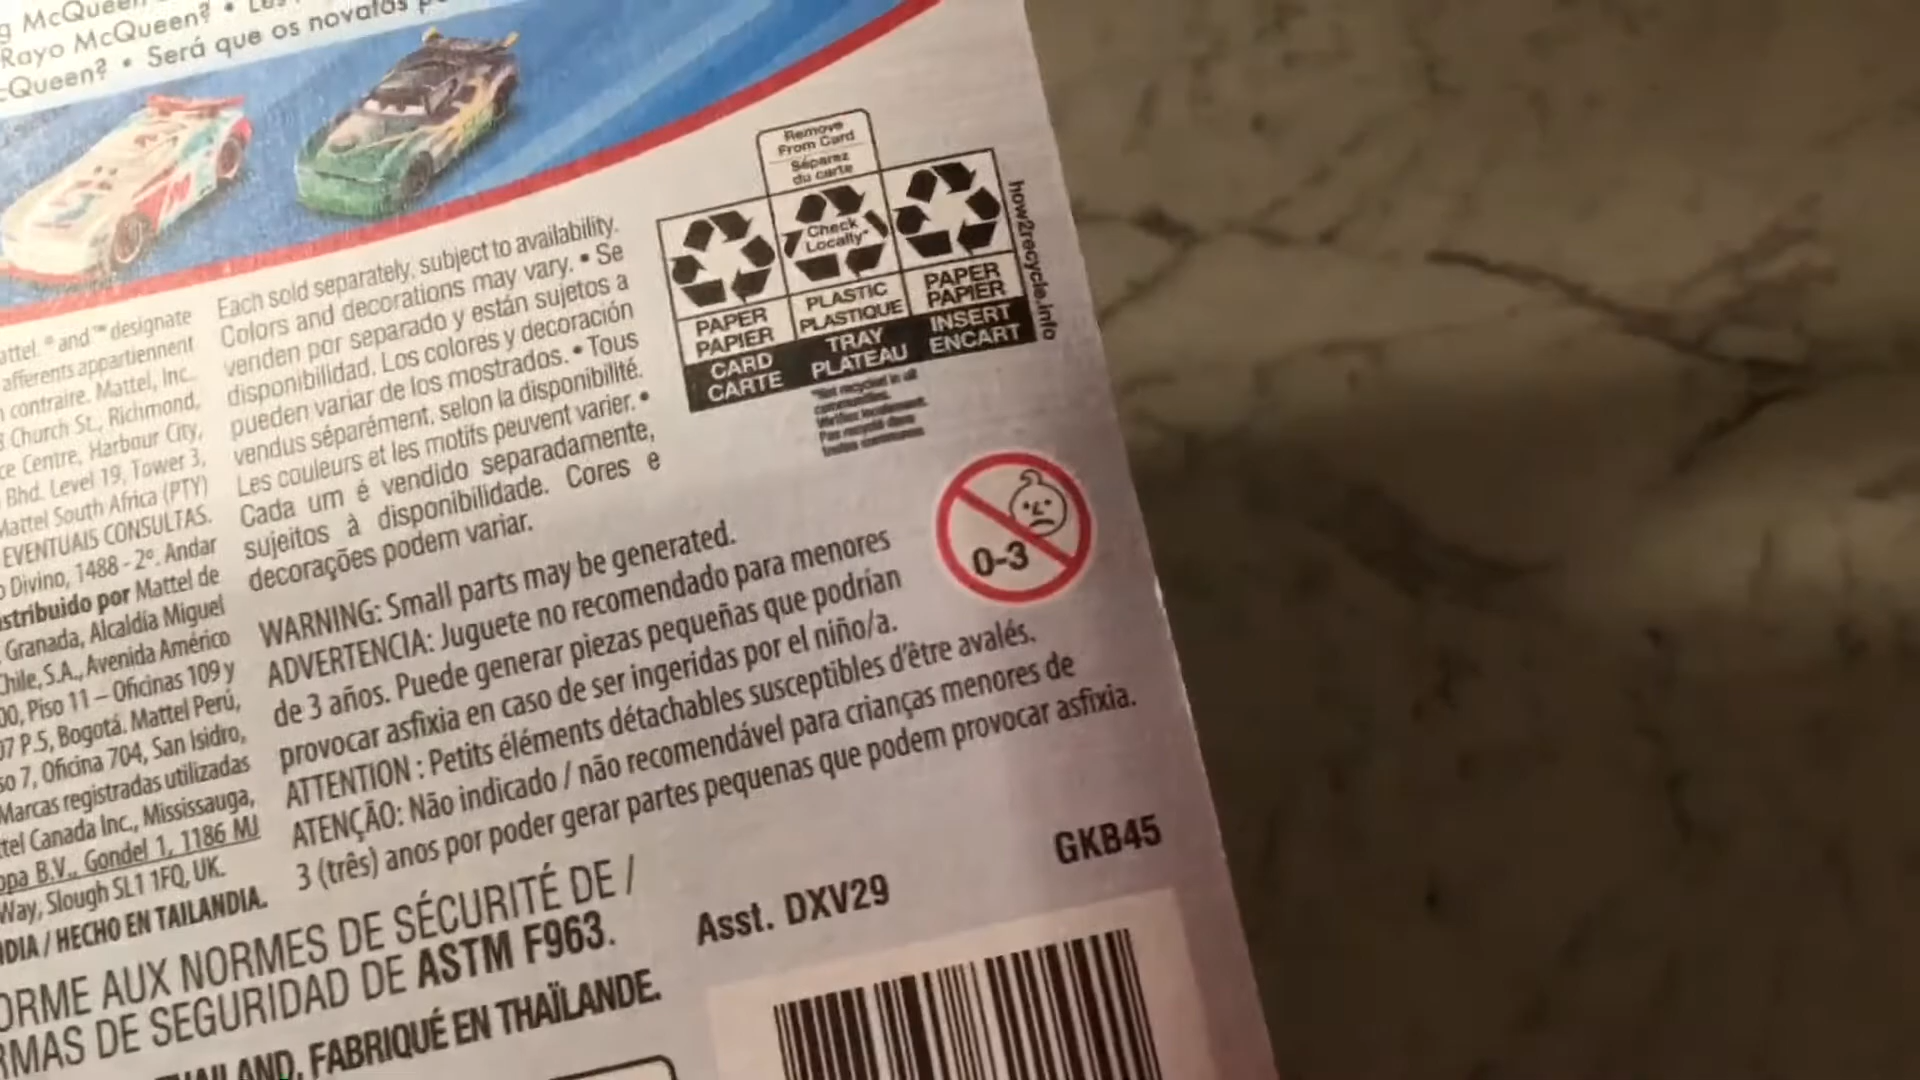 McQueen
Rayo McQueen? • Será que os novatos
Queen?
Remove
From Card
Séparez
du carte
Check
Locally*
PAPER
PAPIER
CARD
CARTE
PLASTIC
PLASTIQUE
TRAY
PLATEAU
PAPER
PAPIER
INSERT
ENCART
how2recycle.info
Each sold separately, subject to availability.
Colors and decorations may vary. • Se
venden por separado y están sujetos a
disponibilidad. Los colores y decoración
pueden variar de los mostrados. • Tous
vendus séparément, selon la disponibilité.
Les couleurs et les motifs peuvent varier. •
Cada um é vendido separadamente,
sujeitos à disponibilidade. Cores e
decorações podem variar.
attel. ® and ™ designate
afferents appartiennent
contraire. Mattel, Inc.
Church St., Richmond,
Centre, Harbour City,
Bhd. Level 19, Tower 3,
Mattel South Africa (PTY)
EVENTUAIS CONSULTAS.
Divino, 1488 - 2º. Andar
stribuido por Mattel de
Granada, Alcaldía Miguel
Chile, S.A., Avenida Américo
00, Piso 11 – Oficinas 109 y
07 P.5, Bogotá. Mattel Perú,
so 7, Oficina 704, San Isidro,
Marcas registradas utilizadas
tel Canada Inc., Mississauga,
opa B.V., Gondel 1, 1186 MJ
Way, Slough SL1 1FQ, UK.
NDIA / HECHO EN TAILANDIA.
0-3
WARNING: Small parts may be generated.
ADVERTENCIA: Juguete no recomendado para menores
de 3 años. Puede generar piezas pequeñas que podrían
provocar asfixia en caso de ser ingeridas por el niño/a.
ATTENTION : Petits éléments détachables susceptibles d'être avalés.
ATENÇÃO: Não indicado / não recomendável para crianças menores de
3 (três) anos por poder gerar partes pequenas que podem provocar asfixia.
ORME AUX NORMES DE SÉCURITÉ DE /
RMAS DE SEGURIDAD DE ASTM F963.
THAILAND, FABRIQUÉ EN THAÏLANDE.
Asst. DXV29
GKB45